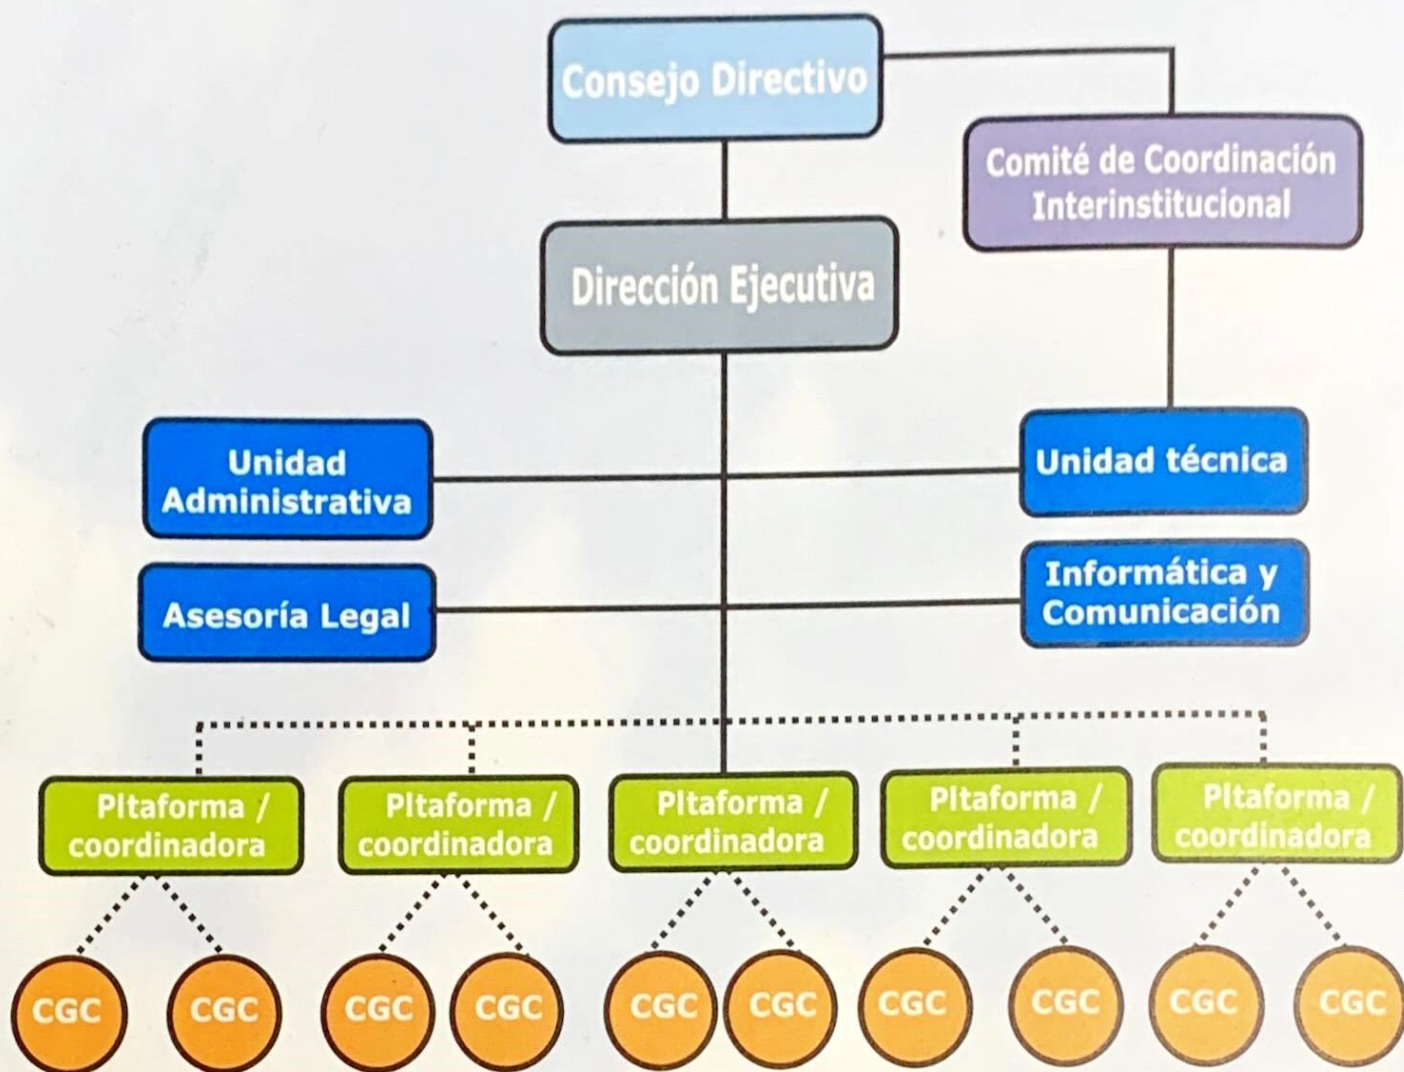 Consejo Directivo
Comité de Coordinación
Interinstitucional
Dirección Ejecutiva
Unidad
Administrativa
Unidad técnica
Asesoría Legal
Informática y
Comunicación
Pltaforma /
coordinadora
Pltaforma /
coordinadora
Pltaforma /
coordinadora
Pltaforma /
coordinadora
Pltaforma /
coordinadora
CGC
CGC
CGC
CGC
CGC
CGC
CGC
CGC
CGC
CGC